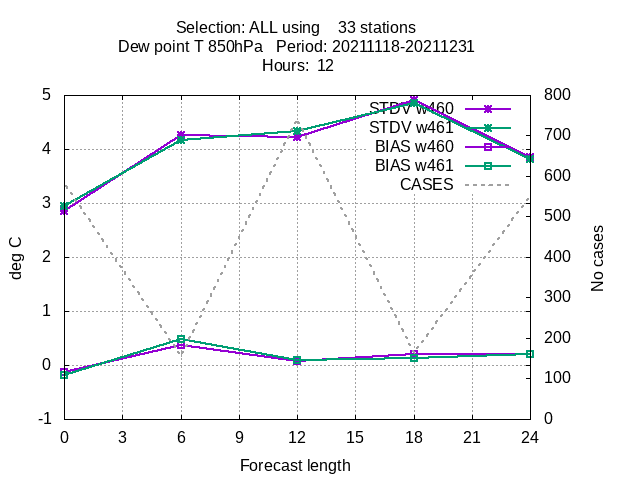 Selection: ALL using    33 stations
Dew point T 850hPa   Period: 20211118-20211231
Hours:  12
STDV w460
STDV w461
BIAS w460
BIAS w461
CASES
5
4
3
2
1
0
-1
deg C
800
700
600
500
400
300
200
100
0
No cases
0 3 6 9 12 15 18 21 24
Forecast length